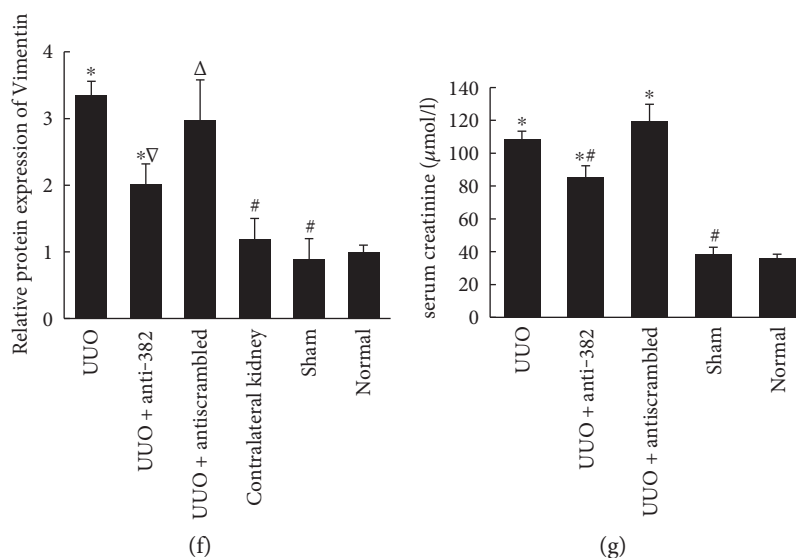 Relative protein expression of Vimentin
4
3
2
1
0
*
*∇
Δ
#
#
UUO
UUO + anti-382
UUO + antiscrambled
Contralateral kidney
Sham
Normal
(f)
serum creatinine (μmol/l)
140
120
100
80
60
40
20
0
*
*#
*
#
UUO
UUO + anti-382
UUO + antiscrambled
Sham
Normal
(g)